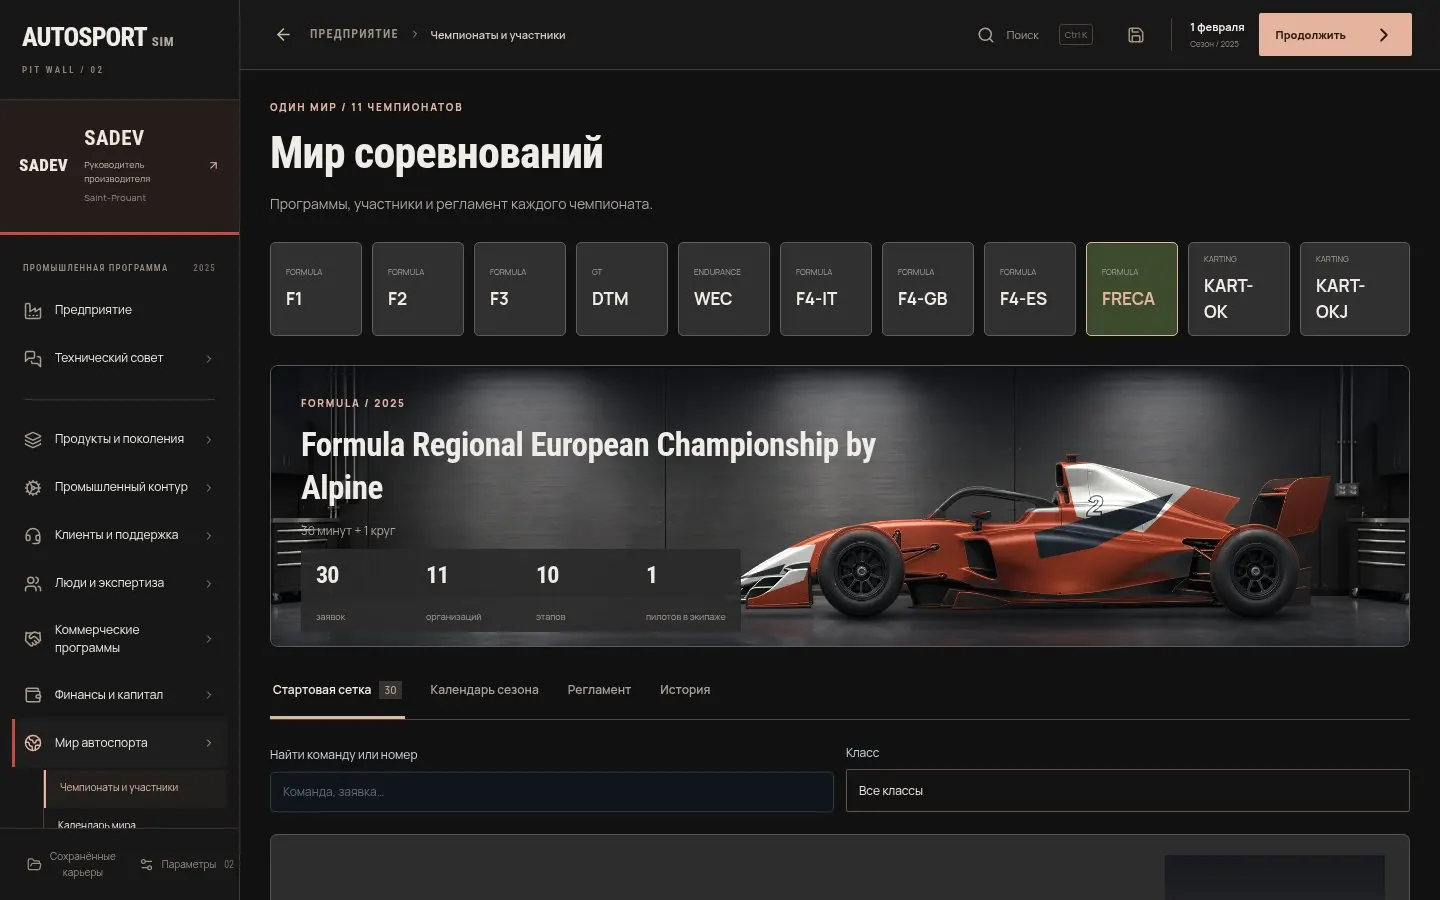 AUTOSPORT SIM
PIT WALL / 02
SADEV
SADEV
Руководитель
производителя
Saint-Prouant
ПРОМЫШЛЕННАЯ ПРОГРАММА 2025
Предприятие
Технический совет
Продукты и поколения
Промышленный контур
Клиенты и поддержка
Люди и экспертиза
Коммерческие
программы
Финансы и капитал
Мир автоспорта
Чемпионаты и участники
Календарь мира
Сохранённые
карьеры
Параметры 02
ПРЕДПРИЯТИЕ
Чемпионаты и участники
Поиск
Ctrl K
1 февраля
Сезон / 2025
Продолжить
ОДИН МИР / 11 ЧЕМПИОНАТОВ
Мир соревнований
Программы, участники и регламент каждого чемпионата.
FORMULA
F1
FORMULA
F2
FORMULA
F3
GT
DTM
ENDURANCE
WEC
FORMULA
F4-IT
FORMULA
F4-GB
FORMULA
F4-ES
FORMULA
FRECA
KARTING
KART-
OK
KARTING
KART-
OKJ
FORMULA / 2025
Formula Regional European Championship by
Alpine
30 минут + 1 круг
30
заявок
11
организаций
10
этапов
1
пилотов в экипаже
2
Стартовая сетка 30
Календарь сезона
Регламент
История
Найти команду или номер
Команда, заявка...
Класс
Все классы